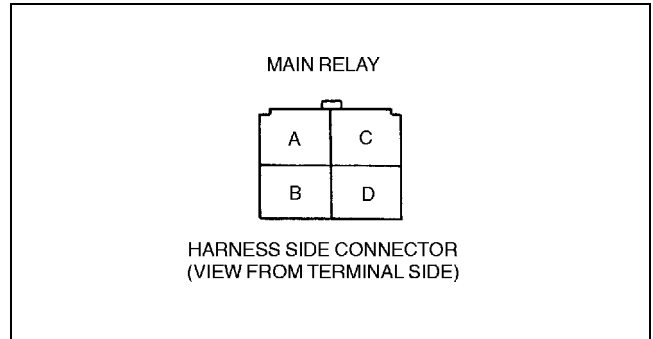 MAIN RELAY
A C
B D
HARNESS SIDE CONNECTOR
(VIEW FROM TERMINAL SIDE)